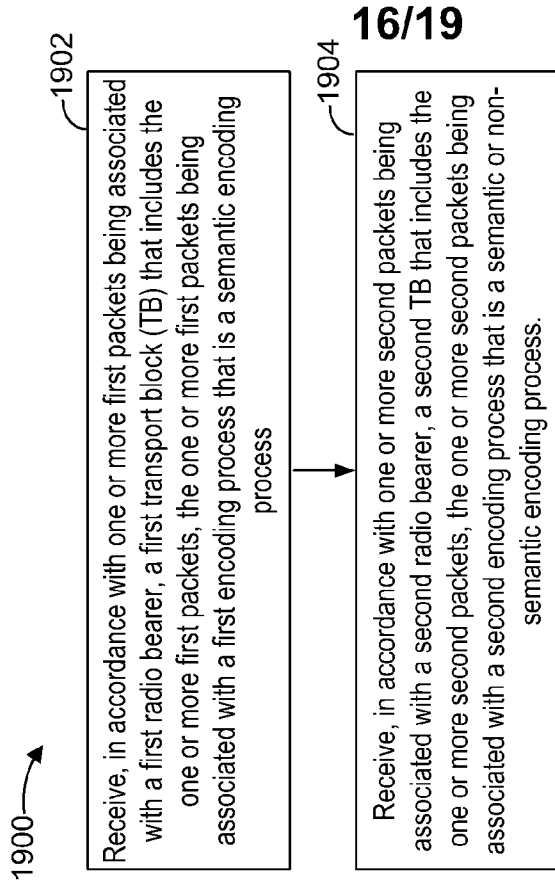 16/19
1900
1902
Receive, in accordance with one or more first packets being associated
with a first radio bearer, a first transport block (TB) that includes the
one or more first packets, the one or more first packets being
associated with a first encoding process that is a semantic encoding
process
1904
Receive, in accordance with one or more second packets being
associated with a second radio bearer, a second TB that includes the
one or more second packets, the one or more second packets being
associated with a second encoding process that is a semantic or non-
semantic encoding process.